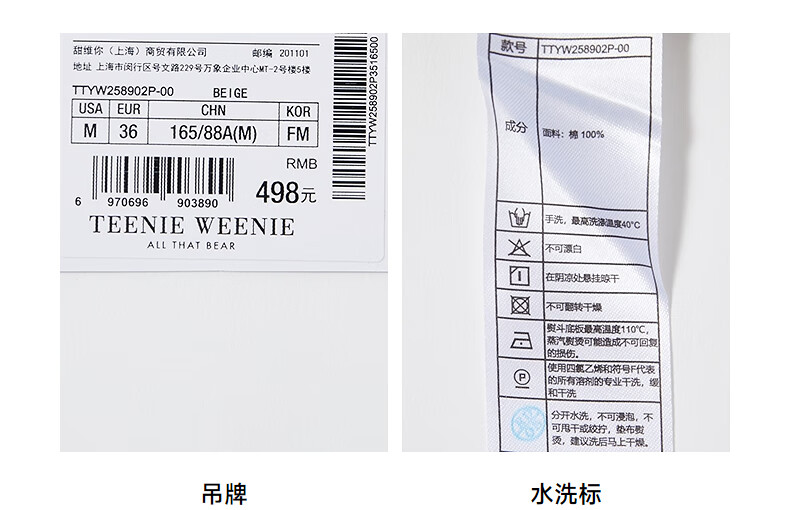 甜维你（上海）商贸有限公司 邮编 201101
地址 上海市闵行区号文路229号万象企业中心MT-2号楼5楼
TTYW258902P-00 BEIGE
USA EUR CHN KOR
M 36 165/88A(M) FM
RMB
498元
6 970696 903890
TEENIE WEENIE
ALL THAT BEAR
TTYW258902P3516500
吊牌
款号 TTYW258902P-00
成分 面料：棉 100%
手洗，最高洗涤温度40°C
不可漂白
在阴凉处悬挂晾干
不可翻转干燥
熨斗底板最高温度110°C，
蒸汽熨烫可能造成不可回复
的损伤。
P
使用四氯乙烯和符号F代表
的所有溶剂的专业干洗，缓
和干洗
分开水洗，不可浸泡，不
可甩干或绞拧，垫布熨
烫，建议洗后马上干燥。
水洗标